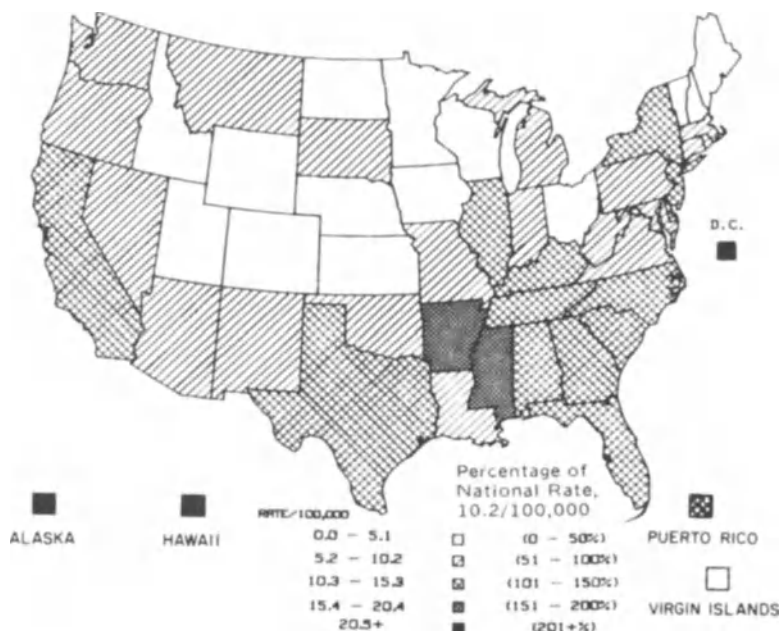 D.C.
Percentage of
National Rate,
10.2/100,000
RATE/100,000
0.0 - 5.1 (0 - 50%)
5.2 - 10.2 (51 - 100%)
10.3 - 15.3 (101 - 150%)
15.4 - 20.4 (151 - 200%)
20.5+ (201+%)
ALASKA
HAWAII
PUERTO RICO
VIRGIN ISLANDS